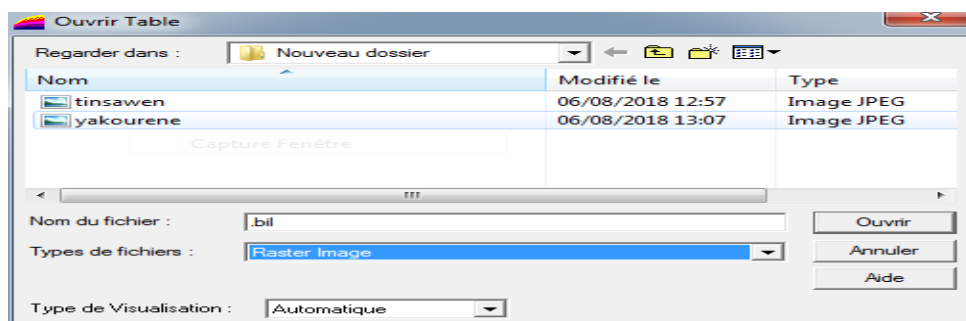 Ouvrir Table
Regarder dans : Nouveau dossier
Nom Modifié le Type
tinsawen 06/08/2018 12:57 Image JPEG
yakourene 06/08/2018 13:07 Image JPEG
Capture Fenêtre
Nom du fichier : .bil Ouvrir
Types de fichiers : Raster Image Annuler
Aide
Type de Visualisation : Automatique